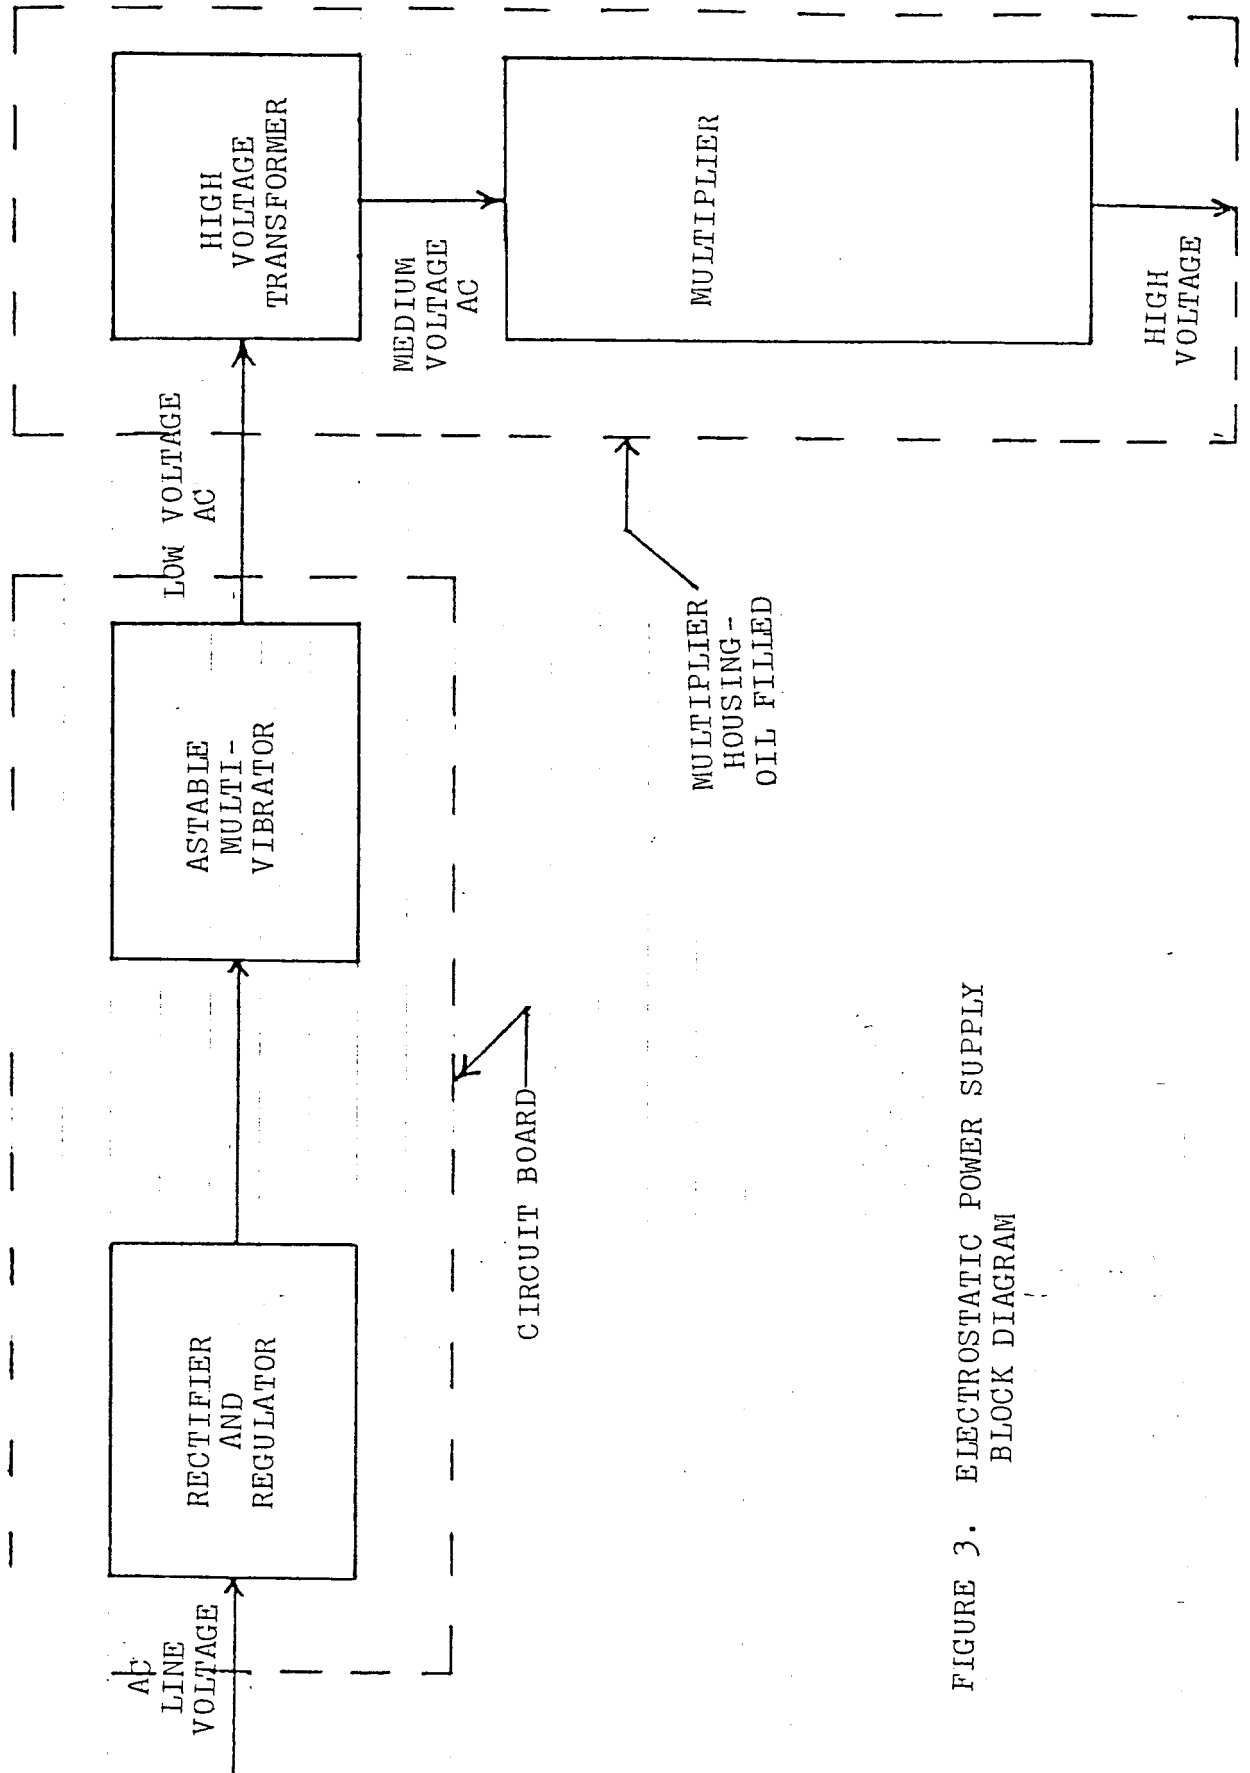 AC
LINE
VOLTAGE
RECTIFIER
AND
REGULATOR
ASTABLE
MULTI-
VIBRATOR
LOW VOLTAGE
AC
HIGH
VOLTAGE
TRANSFORMER
MEDIUM
VOLTAGE
AC
MULTIPLIER
HIGH
VOLTAGE
CIRCUIT BOARD
MULTIPLIER
HOUSING-
OIL FILLED
FIGURE 3. ELECTROSTATIC POWER SUPPLY
BLOCK DIAGRAM